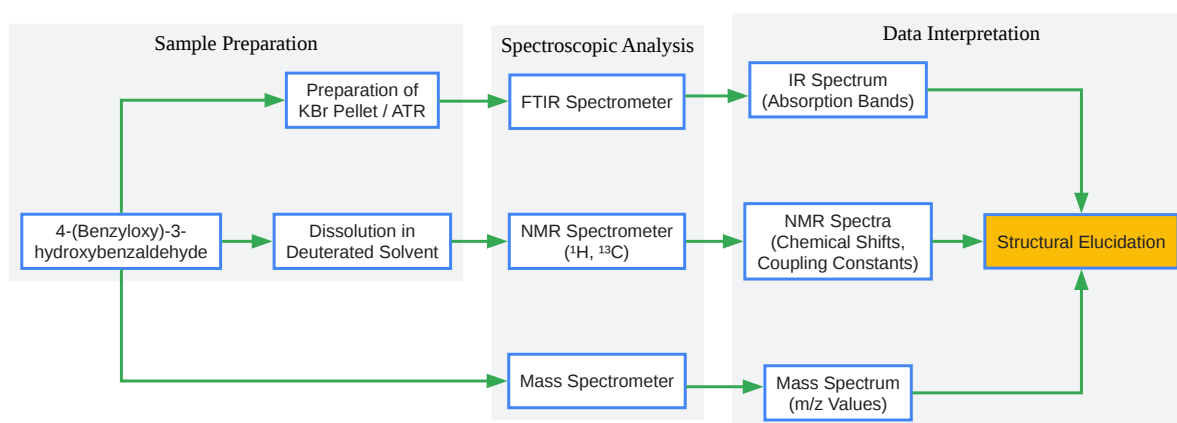 Sample Preparation
Spectroscopic Analysis
Data Interpretation
Preparation of
KBr Pellet / ATR
FTIR Spectrometer
IR Spectrum
(Absorption Bands)
4-(Benzyloxy)-3-
hydroxybenzaldehyde
Dissolution in
Deuterated Solvent
NMR Spectrometer
(¹H, ¹³C)
NMR Spectra
(Chemical Shifts,
Coupling Constants)
Structural Elucidation
Mass Spectrometer
Mass Spectrum
(m/z Values)